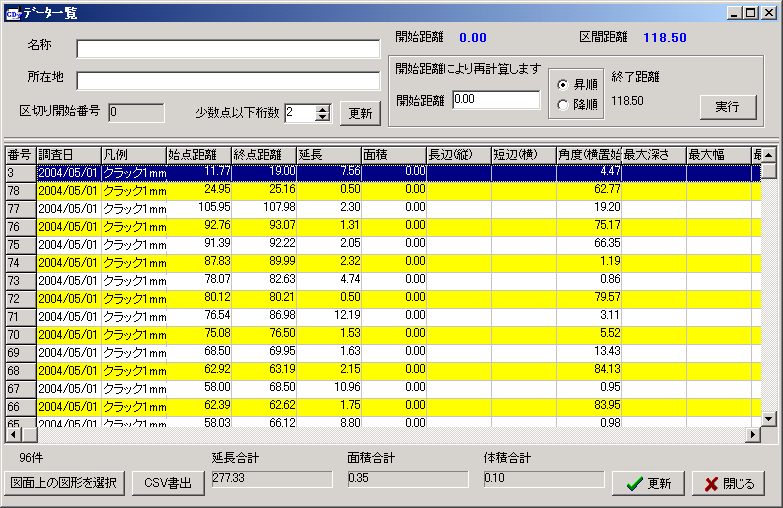 データ一覧
名称
所在地
区切り開始番号 0 少数点以下桁数 2 更新
開始距離 0.00 区間距離 118.50
開始距離により再計算します
開始距離 0.00 昇順 降順 終了距離 118.50 実行
番号 調査日 凡例 始点距離 終点距離 延長 面積 長辺(縦) 短辺(横) 角度(横置始 最大深さ 最大幅
3 2004/05/01 クラック1mm 11.77 19.00 7.56 0.00 4.47
78 2004/05/01 クラック1mm 24.95 25.16 0.50 0.00 62.77
77 2004/05/01 クラック1mm 105.95 107.98 2.30 0.00 19.20
76 2004/05/01 クラック1mm 92.76 93.07 1.31 0.00 75.17
75 2004/05/01 クラック1mm 91.39 92.22 2.05 0.00 66.35
74 2004/05/01 クラック1mm 87.83 89.99 2.32 0.00 1.19
73 2004/05/01 クラック1mm 78.07 82.63 4.74 0.00 0.86
72 2004/05/01 クラック1mm 80.12 80.21 0.50 0.00 79.57
71 2004/05/01 クラック1mm 76.54 86.98 12.19 0.00 3.11
70 2004/05/01 クラック1mm 75.08 76.50 1.53 0.00 5.52
69 2004/05/01 クラック1mm 68.50 69.95 1.63 0.00 13.43
68 2004/05/01 クラック1mm 62.92 63.19 2.15 0.00 84.13
67 2004/05/01 クラック1mm 58.00 68.50 10.96 0.00 0.95
66 2004/05/01 クラック1mm 62.39 62.62 1.75 0.00 83.95
65 2004/05/01 クラック1mm 58.03 66.12 8.80 0.00 0.98
96件 延長合計 面積合計 体積合計
図面上の図形を選択 CSV書出 277.33 0.35 0.10 更新 閉じる